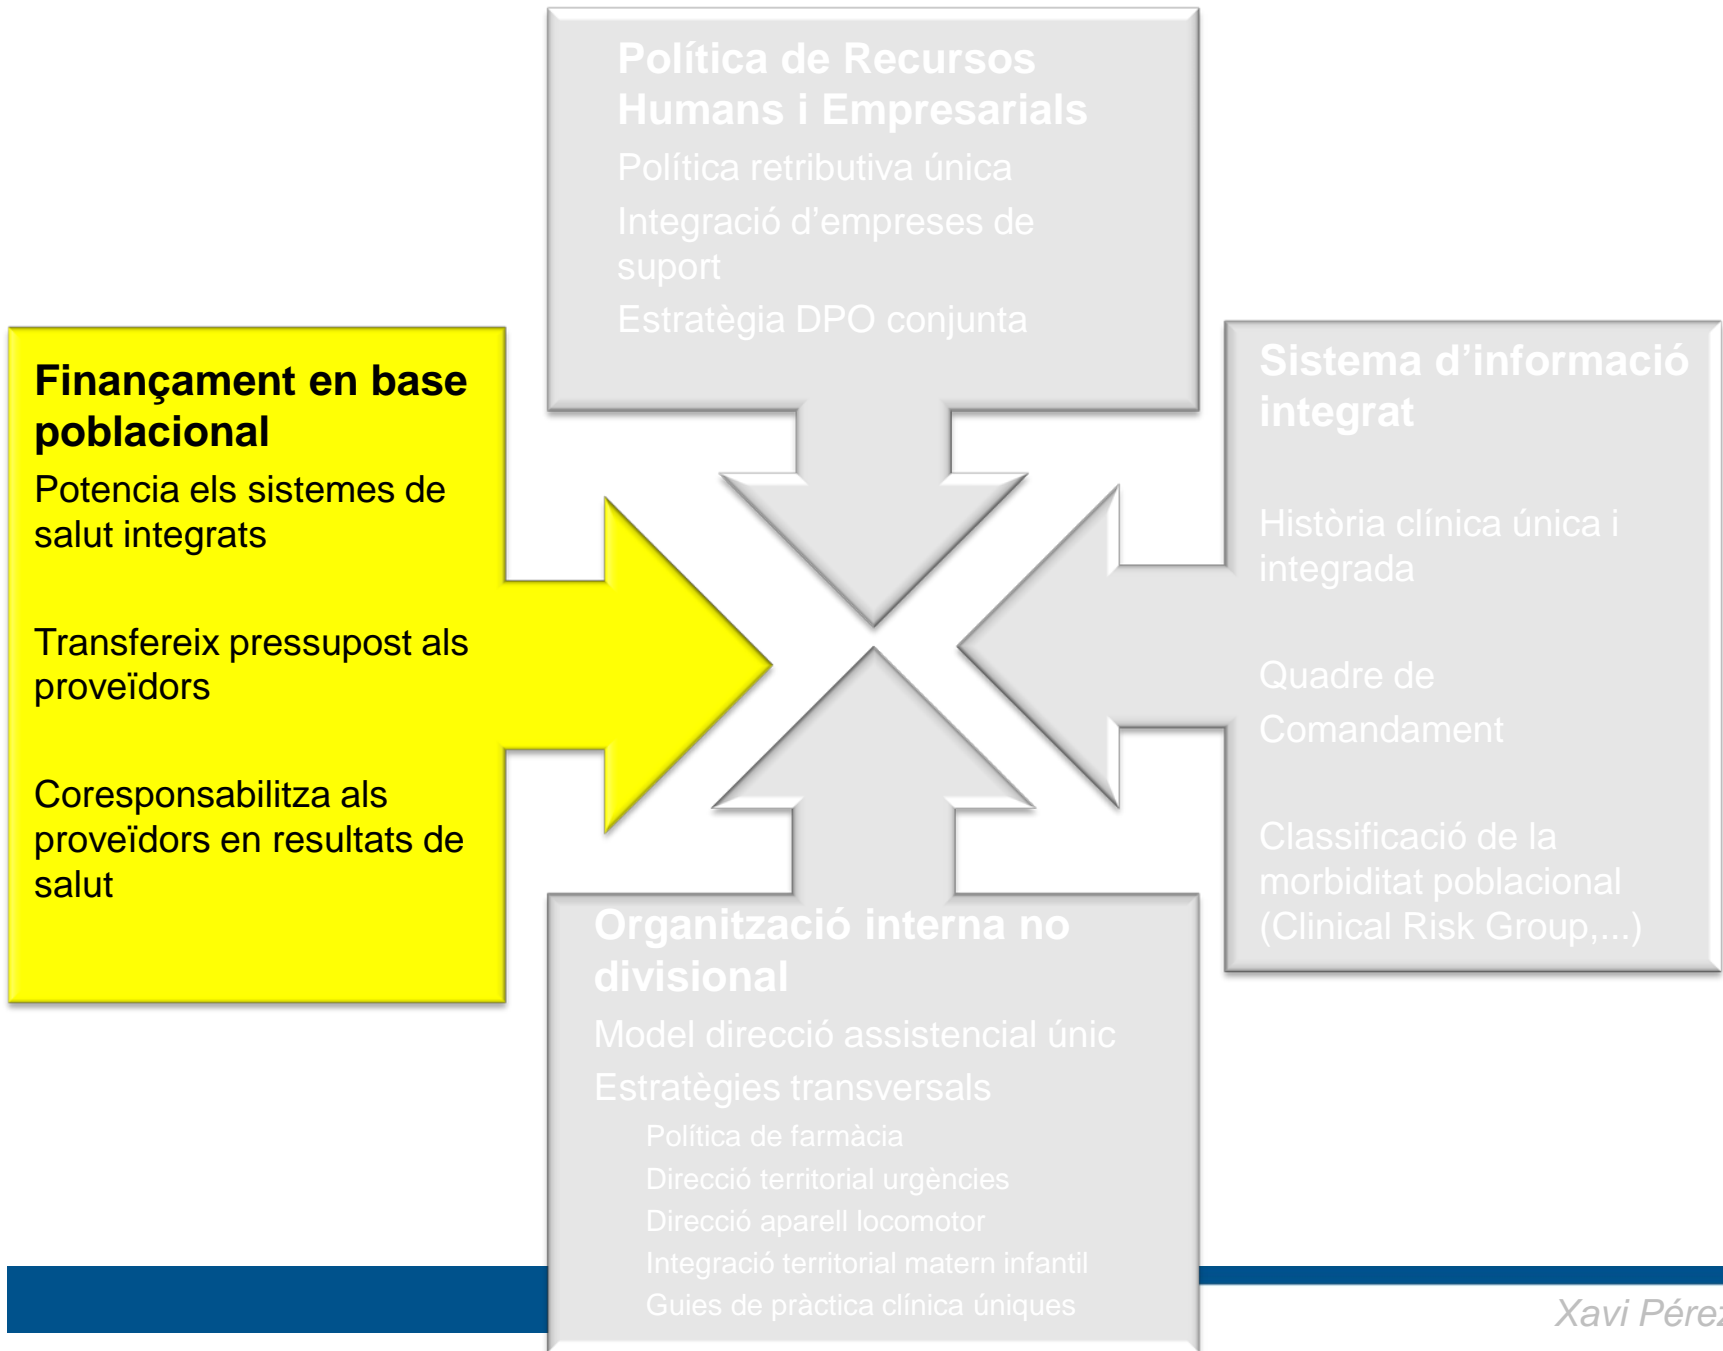 Política de Recursos
Humans i Empresarials
Política retributiva única
Integració d’empreses de
suport
Estratègia DPO conjunta
Finançament en base
poblacional
Potencia els sistemes de
salut integrats
Transfereix pressupost als
proveïdors
Coresponsabilitza als
proveïdors en resultats de
salut
Sistema d’informació
integrat
Història clínica única i
integrada
Quadre de
Comandament
Classificació de la
morbiditat poblacional
(Clinical Risk Group,...)
Organització interna no
divisional
Model direcció assistencial únic
Estratègies transversals
Política de farmàcia
Direcció territorial urgències
Direcció aparell locomotor
Integració territorial matern infantil
Guies de pràctica clínica úniques
Xavi Pérez